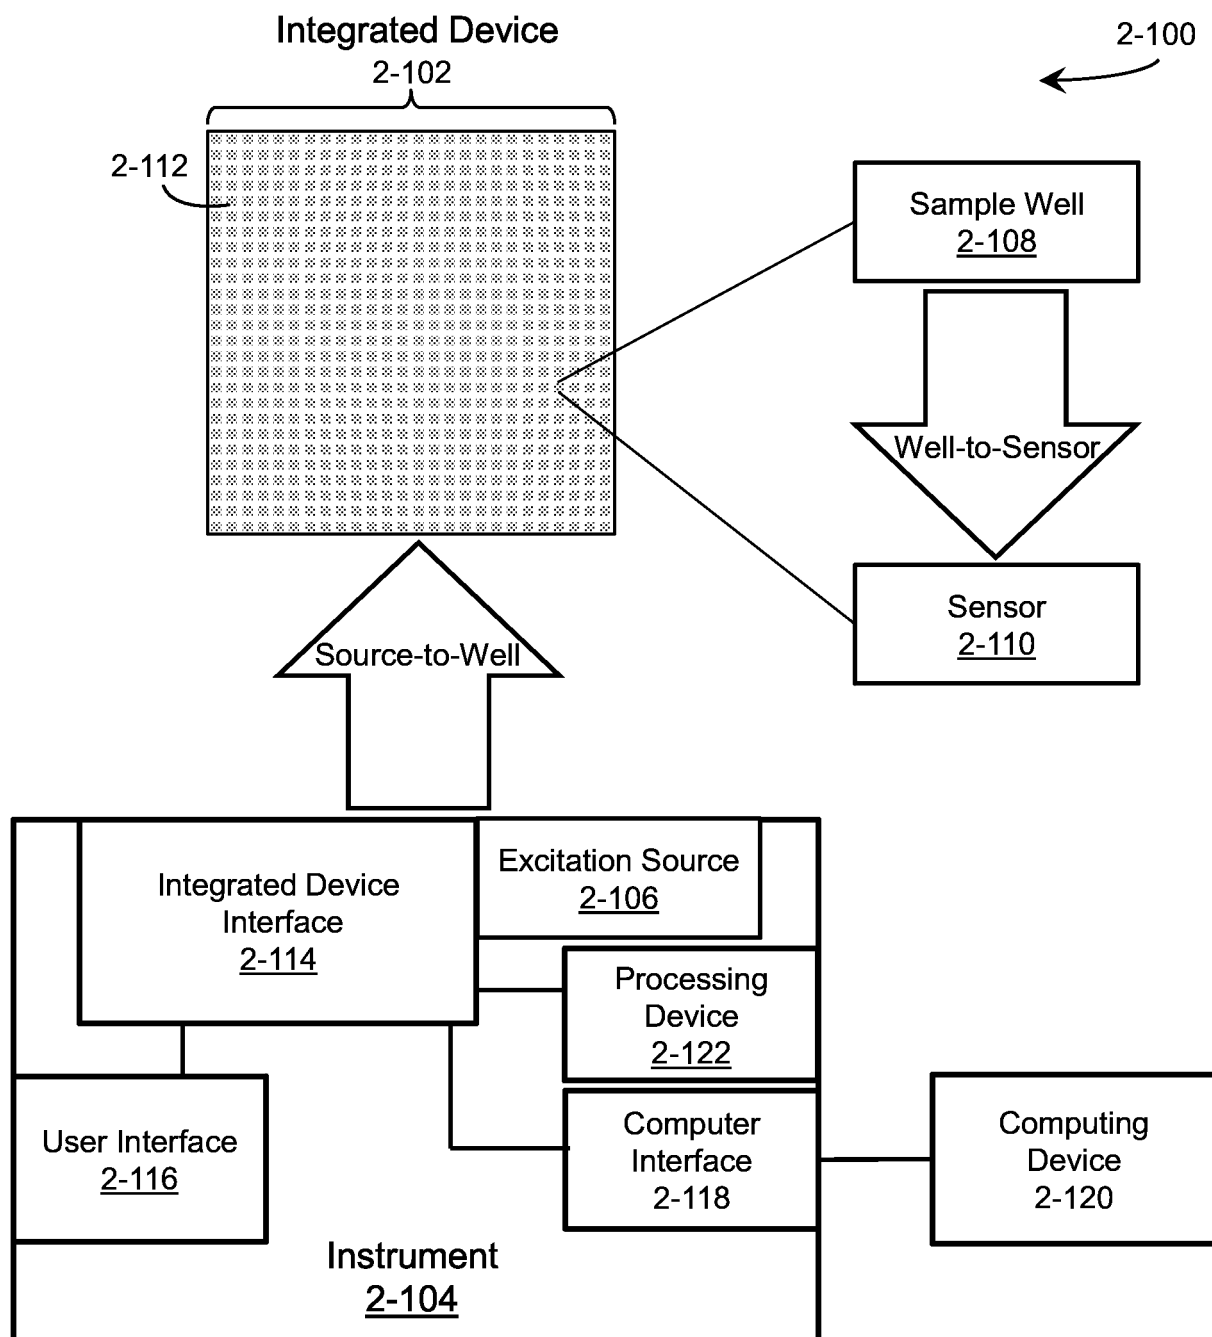 Integrated Device
2-102
2-100
2-112
Sample Well
2-108
Well-to-Sensor
Sensor
2-110
Source-to-Well
Integrated Device
Interface
2-114
Excitation Source
2-106
Processing
Device
2-122
User Interface
2-116
Computer
Interface
2-118
Computing
Device
2-120
Instrument
2-104